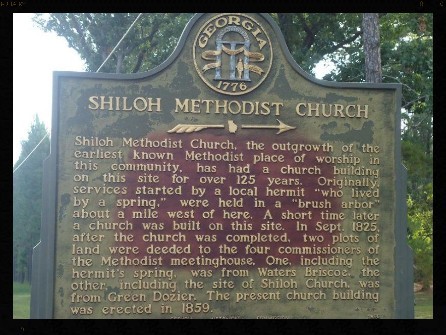 GEORGIA
1776
SHILOH METHODIST CHURCH
Shiloh Methodist Church, the outgrowth of the
earliest known Methodist place of worship in
this community, has had a church building
on this site for over 125 years. Originally,
services started by a local hermit "who lived
by a spring," were held in a "brush arbor"
about a mile west of here. A short time later
a church was built on this site. In Sept. 1825,
after the church was completed, two plots of
land were deeded to the four commissioners of
the Methodist meetinghouse. One, including the
hermit's spring, was from Waters Briscoe, the
other, including the site of Shiloh Church, was
from Green Dozier. The present church building
was erected in 1859.